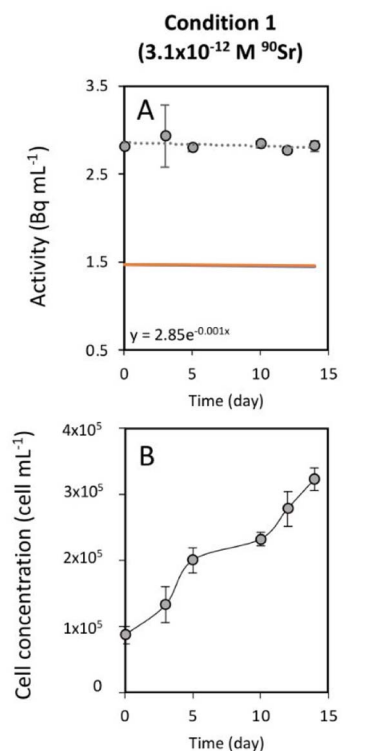 Condition 1
(3.1x10⁻¹² M ⁹⁰Sr)
3.5
A
2.5
Activity (Bq mL⁻¹)
1.5
y = 2.85e⁻⁰·⁰⁰¹ˣ
0.5
0 5 10 15
Time (day)
4x10⁵
B
3x10⁵
Cell concentration (cell mL⁻¹)
2x10⁵
1x10⁵
0
0 5 10 15
Time (day)